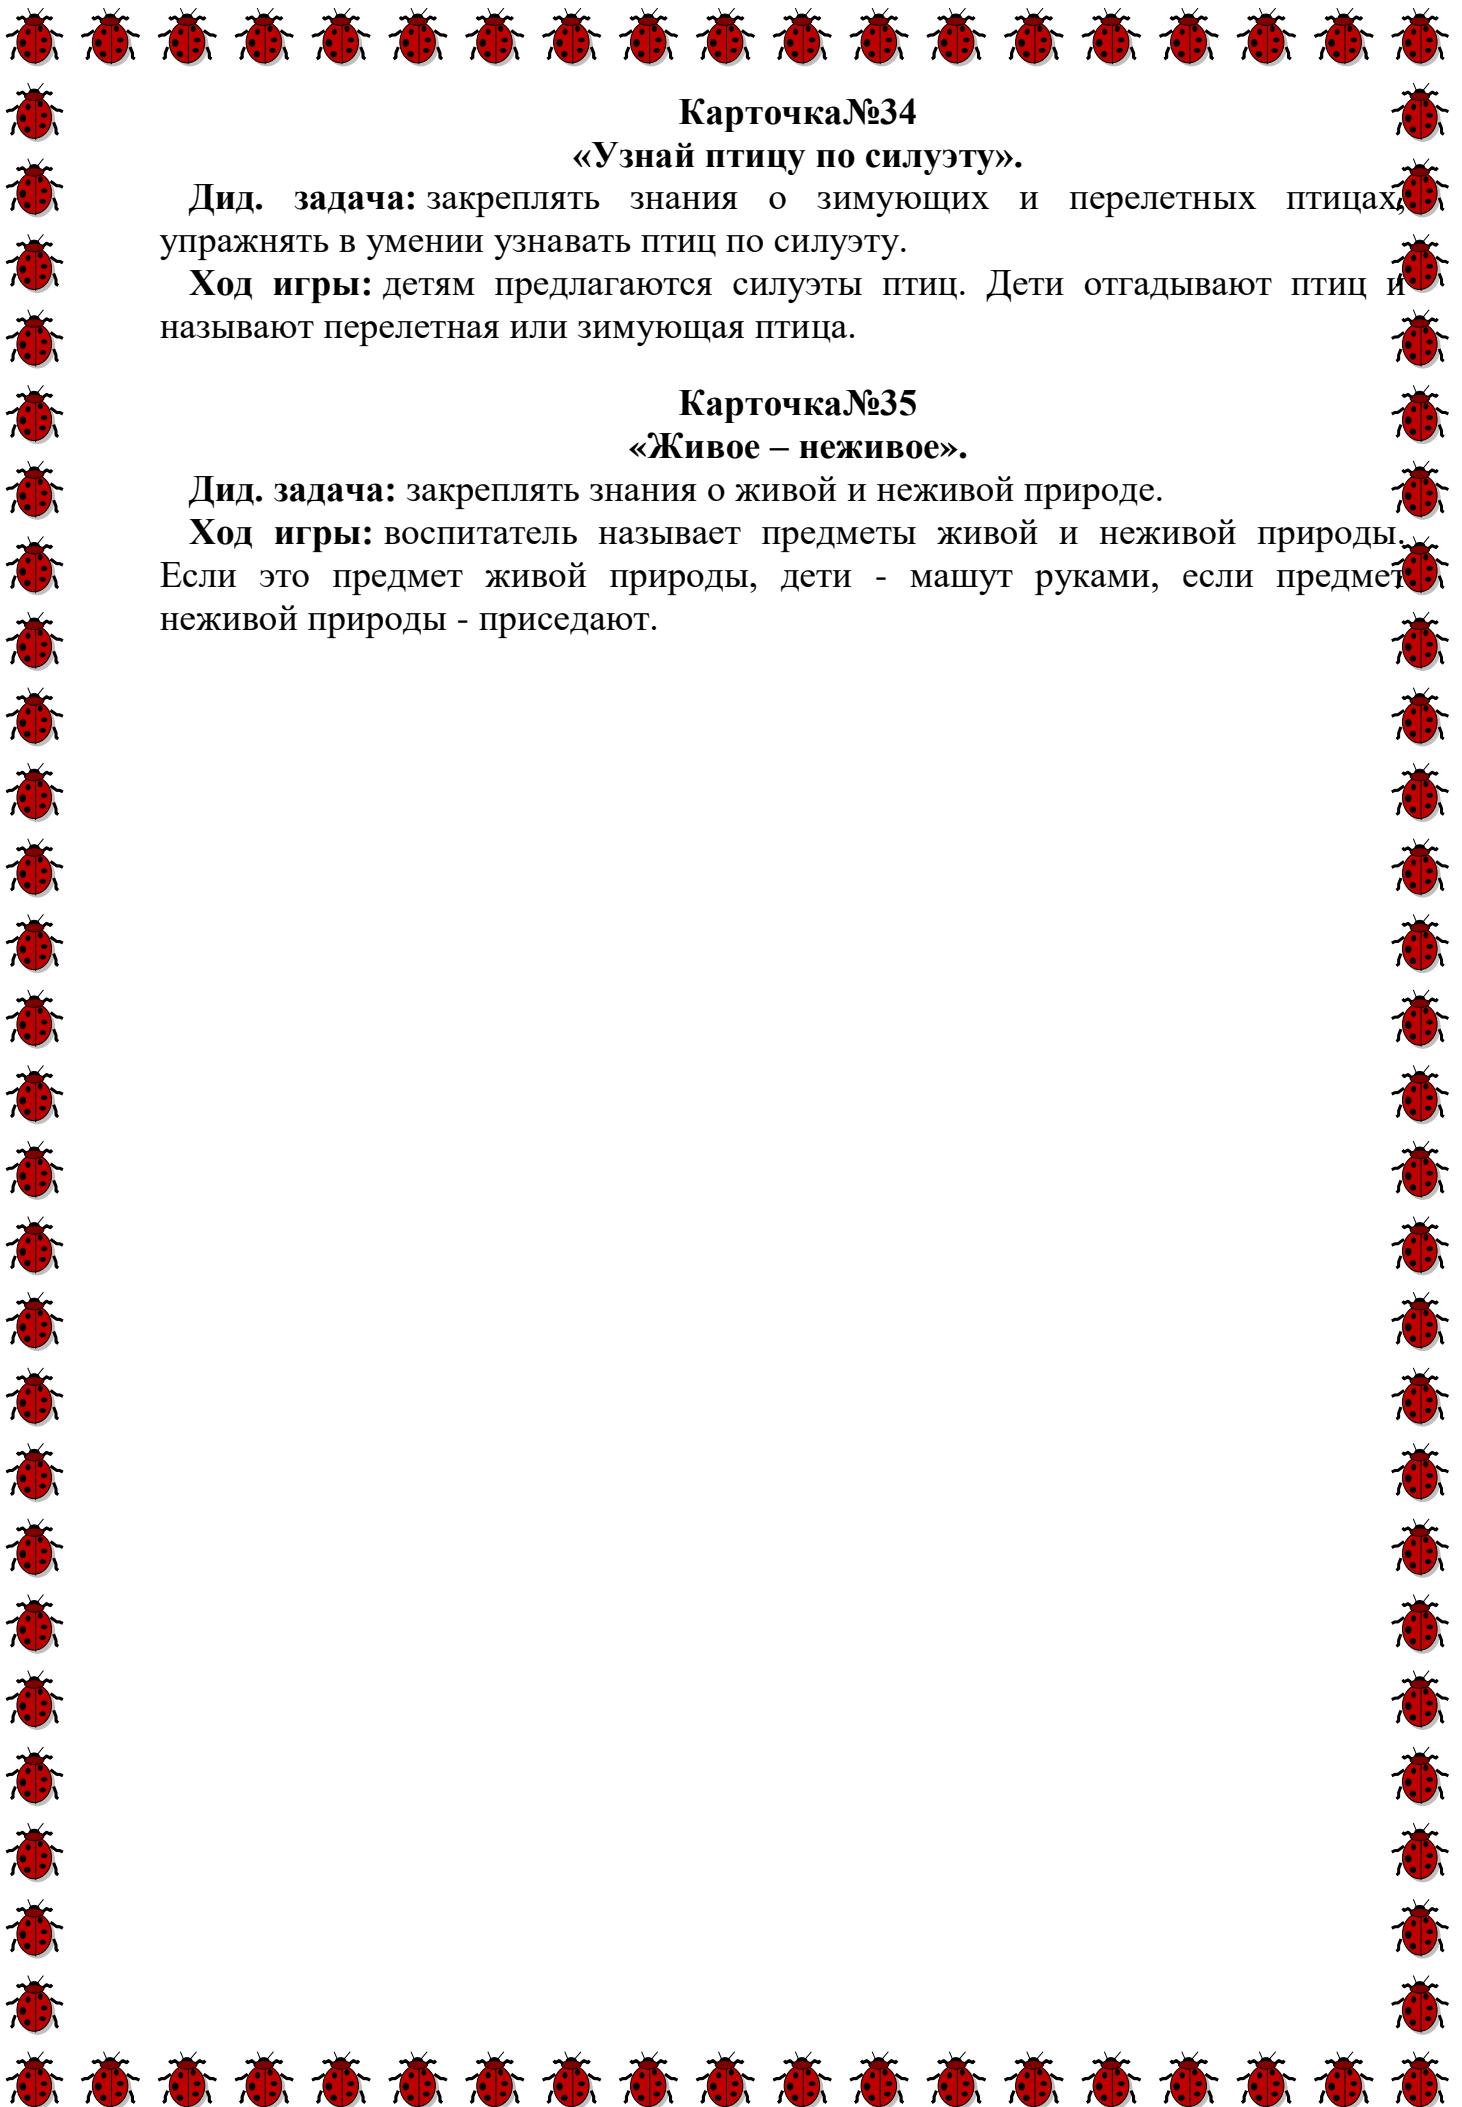 Карточка№34
«Узнай птицу по силуэту».
Дид. задача: закреплять знания о зимующих и перелетных птицах,
упражнять в умении узнавать птиц по силуэту.
Ход игры: детям предлагаются силуэты птиц. Дети отгадывают птиц и
называют перелетная или зимующая птица.
Карточка№35
«Живое – неживое».
Дид. задача: закреплять знания о живой и неживой природе.
Ход игры: воспитатель называет предметы живой и неживой природы.
Если это предмет живой природы, дети - машут руками, если предмет
неживой природы - приседают.